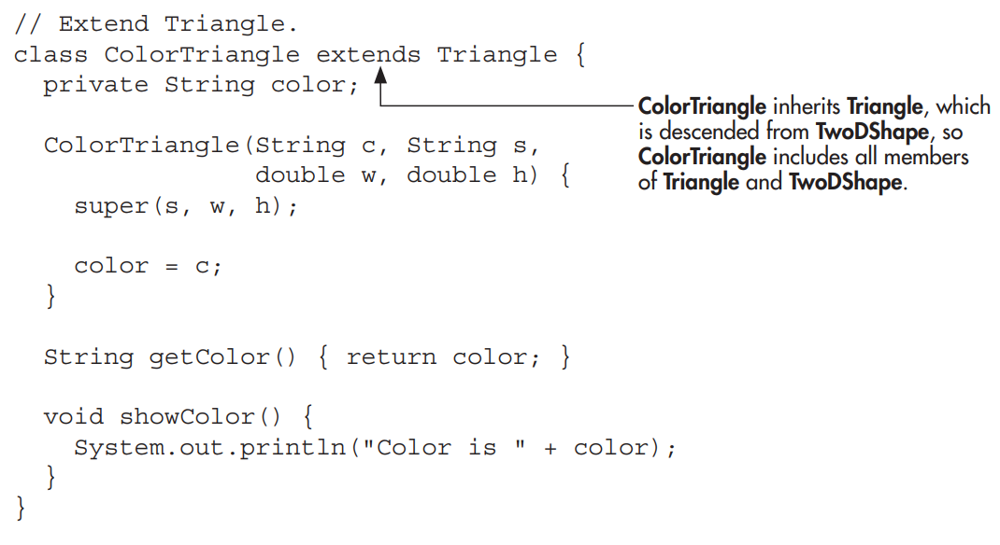 // Extend Triangle.
class ColorTriangle extends Triangle {
  private String color;

  ColorTriangle(String c, String s,
                double w, double h) {
    super(s, w, h);

    color = c;
  }

  String getColor() { return color; }

  void showColor() {
    System.out.println("Color is " + color);
  }
}
ColorTriangle inherits Triangle, which
is descended from TwoDShape, so
ColorTriangle includes all members
of Triangle and TwoDShape.